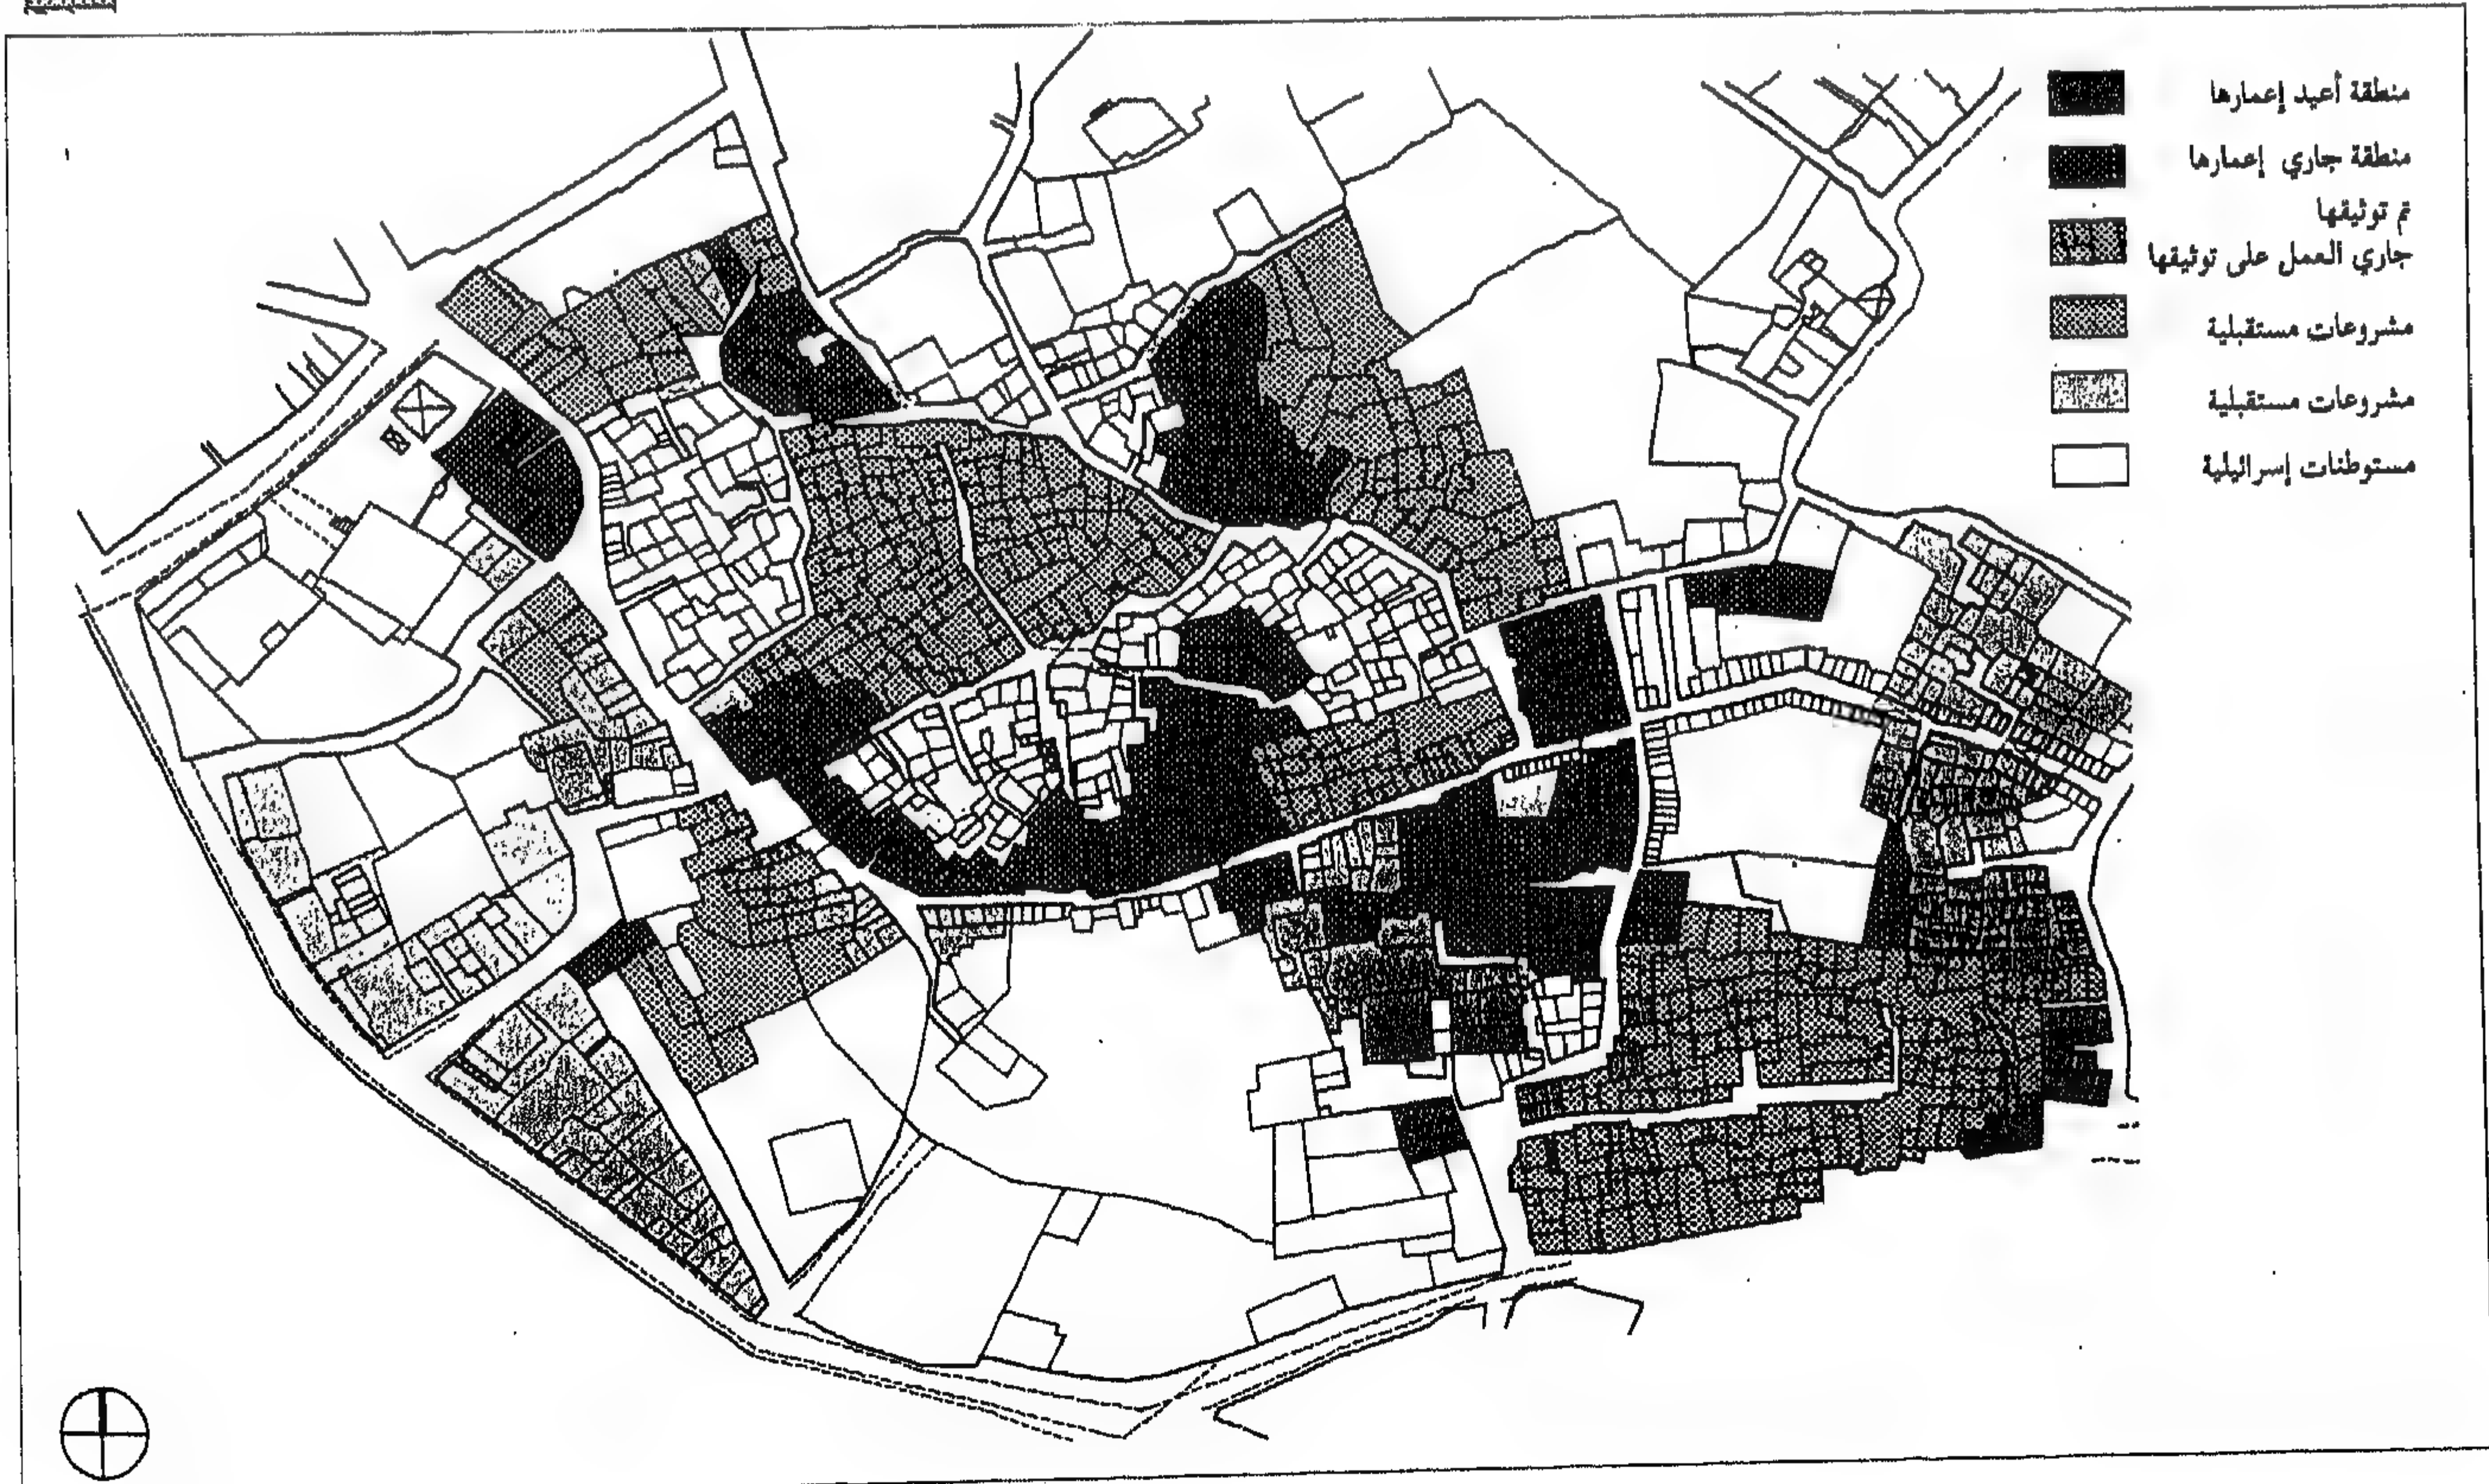 منطقة أعيد إعمارها
منطقة جاري إعمارها
تم توثيقها
جاري العمل على توثيقها
مشروعات مستقبلية
مشروعات مستقبلية
مستوطنات إسرائيلية